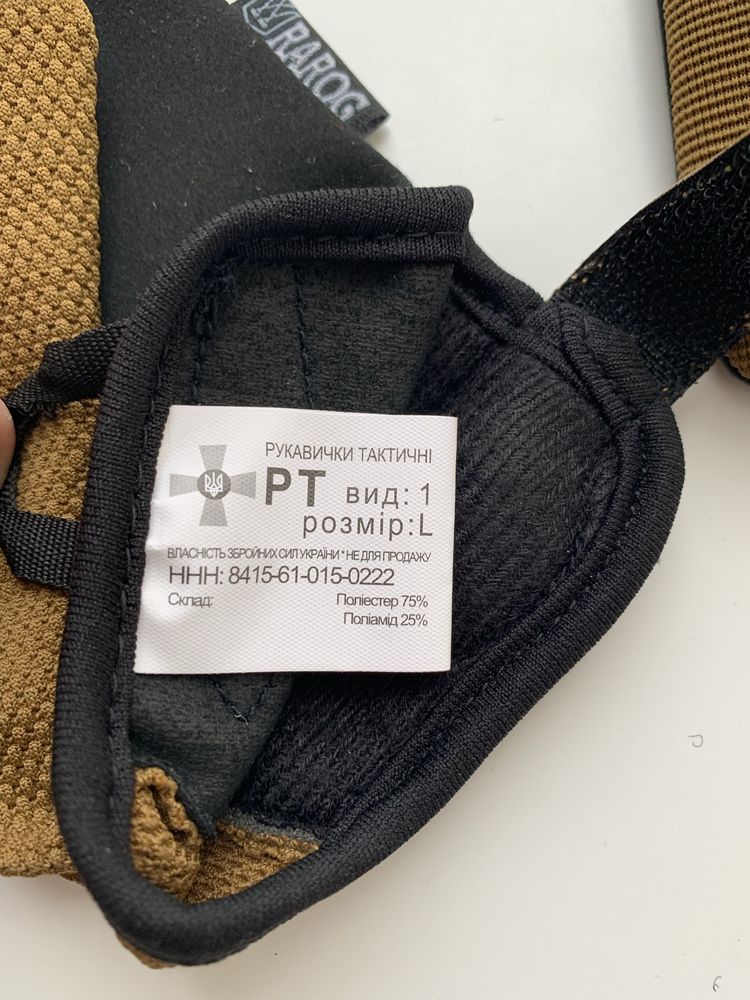 RAROG
РУКАВИЧКИ ТАКТИЧНІ
РТ вид: 1
розмір:L
ВЛАСНІСТЬ ЗБРОЙНИХ СИЛ УКРАЇНИ * НЕ ДЛЯ ПРОДАЖУ
ННН: 8415-61-015-0222
Склад: Поліестер 75%
Поліамід 25%